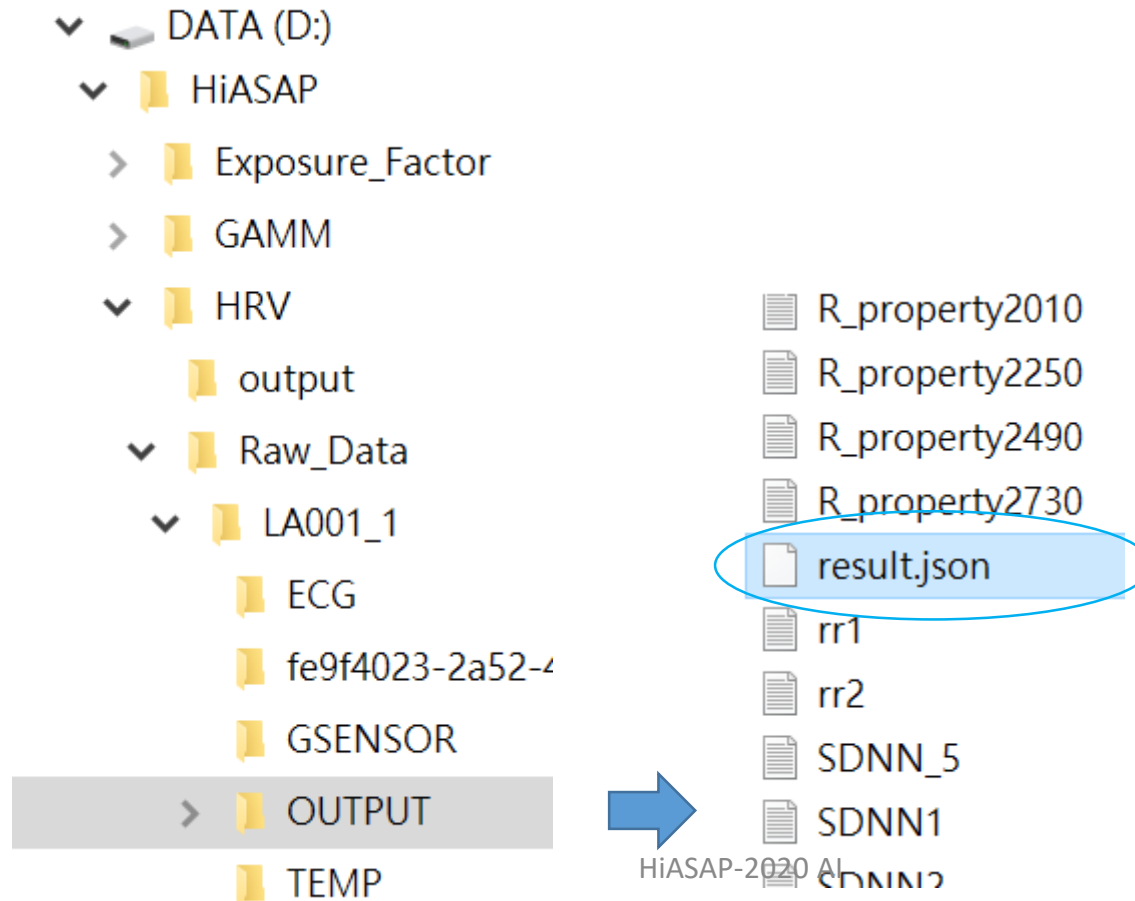 DATA (D:)
HiASAP
Exposure_Factor
GAMM
HRV
output
Raw_Data
LA001_1
ECG
fe9f4023-2a52-
GSENSOR
OUTPUT
TEMP
R_property2010
R_property2250
R_property2490
R_property2730
result.json
rr1
rr2
SDNN_5
SDNN1
HiASAP-2020 AI
SDNN2